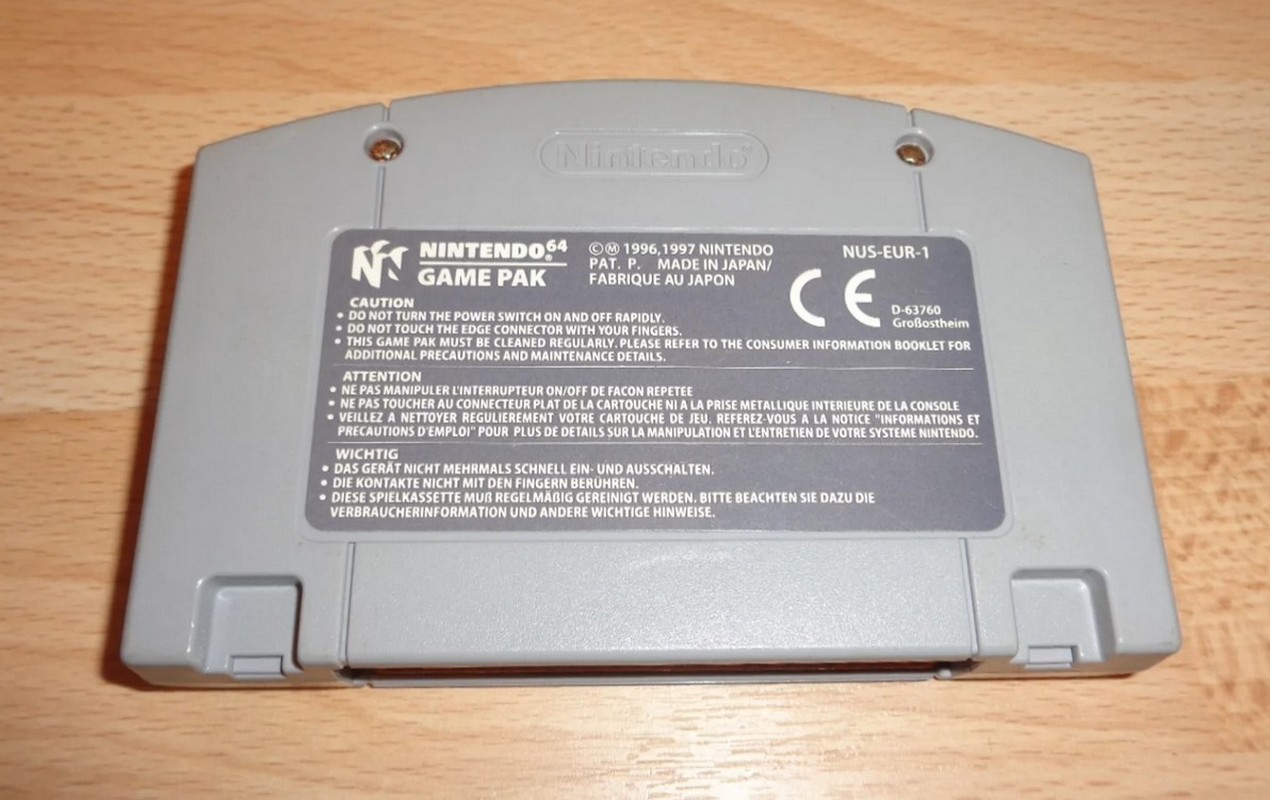 Nintendo®
NINTENDO64®
GAME PAK
©Ⓜ 1996,1997 NINTENDO
PAT. P. MADE IN JAPAN/
FABRIQUE AU JAPON
NUS-EUR-1
CE
D-63760
Großostheim
CAUTION
• DO NOT TURN THE POWER SWITCH ON AND OFF RAPIDLY.
• DO NOT TOUCH THE EDGE CONNECTOR WITH YOUR FINGERS.
• THIS GAME PAK MUST BE CLEANED REGULARLY. PLEASE REFER TO THE CONSUMER INFORMATION BOOKLET FOR
ADDITIONAL PRECAUTIONS AND MAINTENANCE DETAILS.
ATTENTION
• NE PAS MANIPULER L'INTERRUPTEUR ON/OFF DE FACON REPETEE
• NE PAS TOUCHER AU CONNECTEUR PLAT DE LA CARTOUCHE NI A LA PRISE METALLIQUE INTERIEURE DE LA CONSOLE
• VEILLEZ A NETTOYER REGULIEREMENT VOTRE CARTOUCHE DE JEU. REFEREZ-VOUS A LA NOTICE "INFORMATIONS ET
PRECAUTIONS D'EMPLOI" POUR PLUS DE DETAILS SUR LA MANIPULATION ET L'ENTRETIEN DE VOTRE SYSTEME NINTENDO.
WICHTIG
• DAS GERÄT NICHT MEHRMALS SCHNELL EIN- UND AUSSCHALTEN.
• DIE KONTAKTE NICHT MIT DEN FINGERN BERÜHREN.
• DIESE SPIELKASSETTE MUß REGELMÄßIG GEREINIGT WERDEN. BITTE BEACHTEN SIE DAZU DIE
VERBRAUCHERINFORMATION UND ANDERE WICHTIGE HINWEISE.